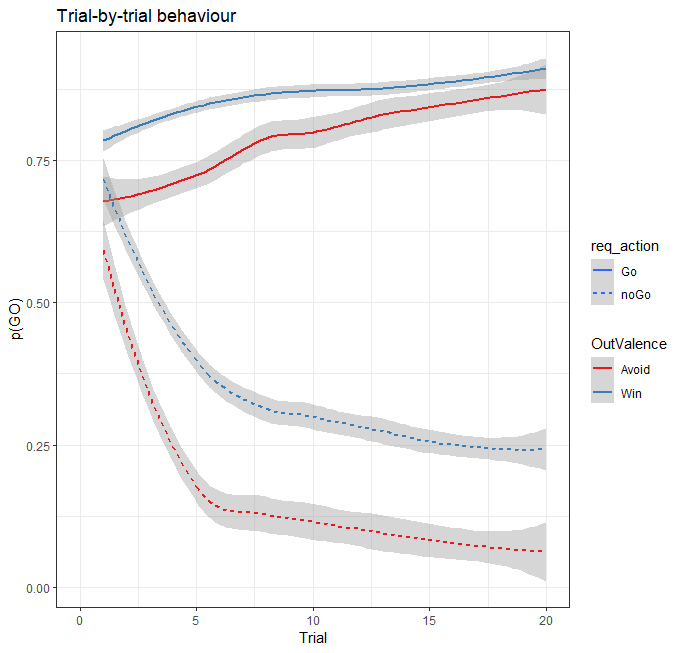 Trial-by-trial behaviour
p(GO)
0.75
0.50
0.25
0.00
0
5
10
15
20
Trial
req_action
Go
noGo
OutValence
Avoid
Win